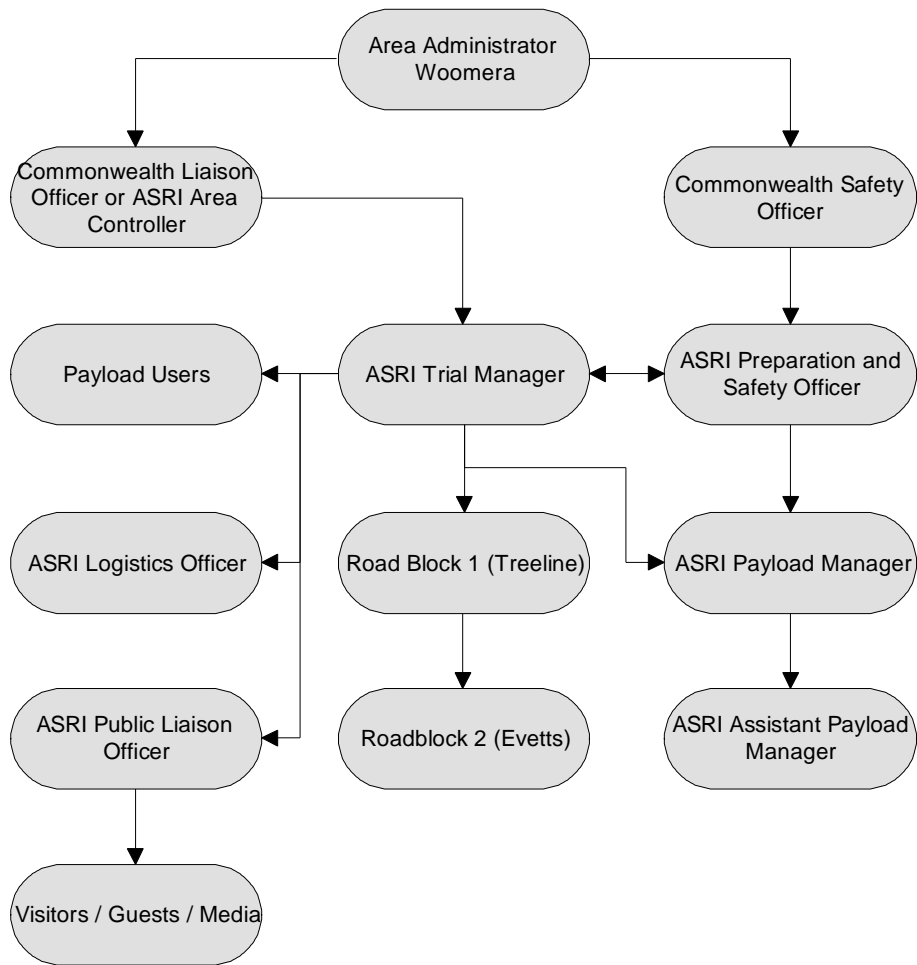 Area Administrator
Woomera
Commonwealth Liaison
Officer or ASRI Area
Controller
Commonwealth Safety
Officer
Payload Users
ASRI Trial Manager
ASRI Preparation and
Safety Officer
ASRI Logistics Officer
Road Block 1 (Treeline)
ASRI Payload Manager
ASRI Public Liaison
Officer
Roadblock 2 (Evetts)
ASRI Assistant Payload
Manager
Visitors / Guests / Media